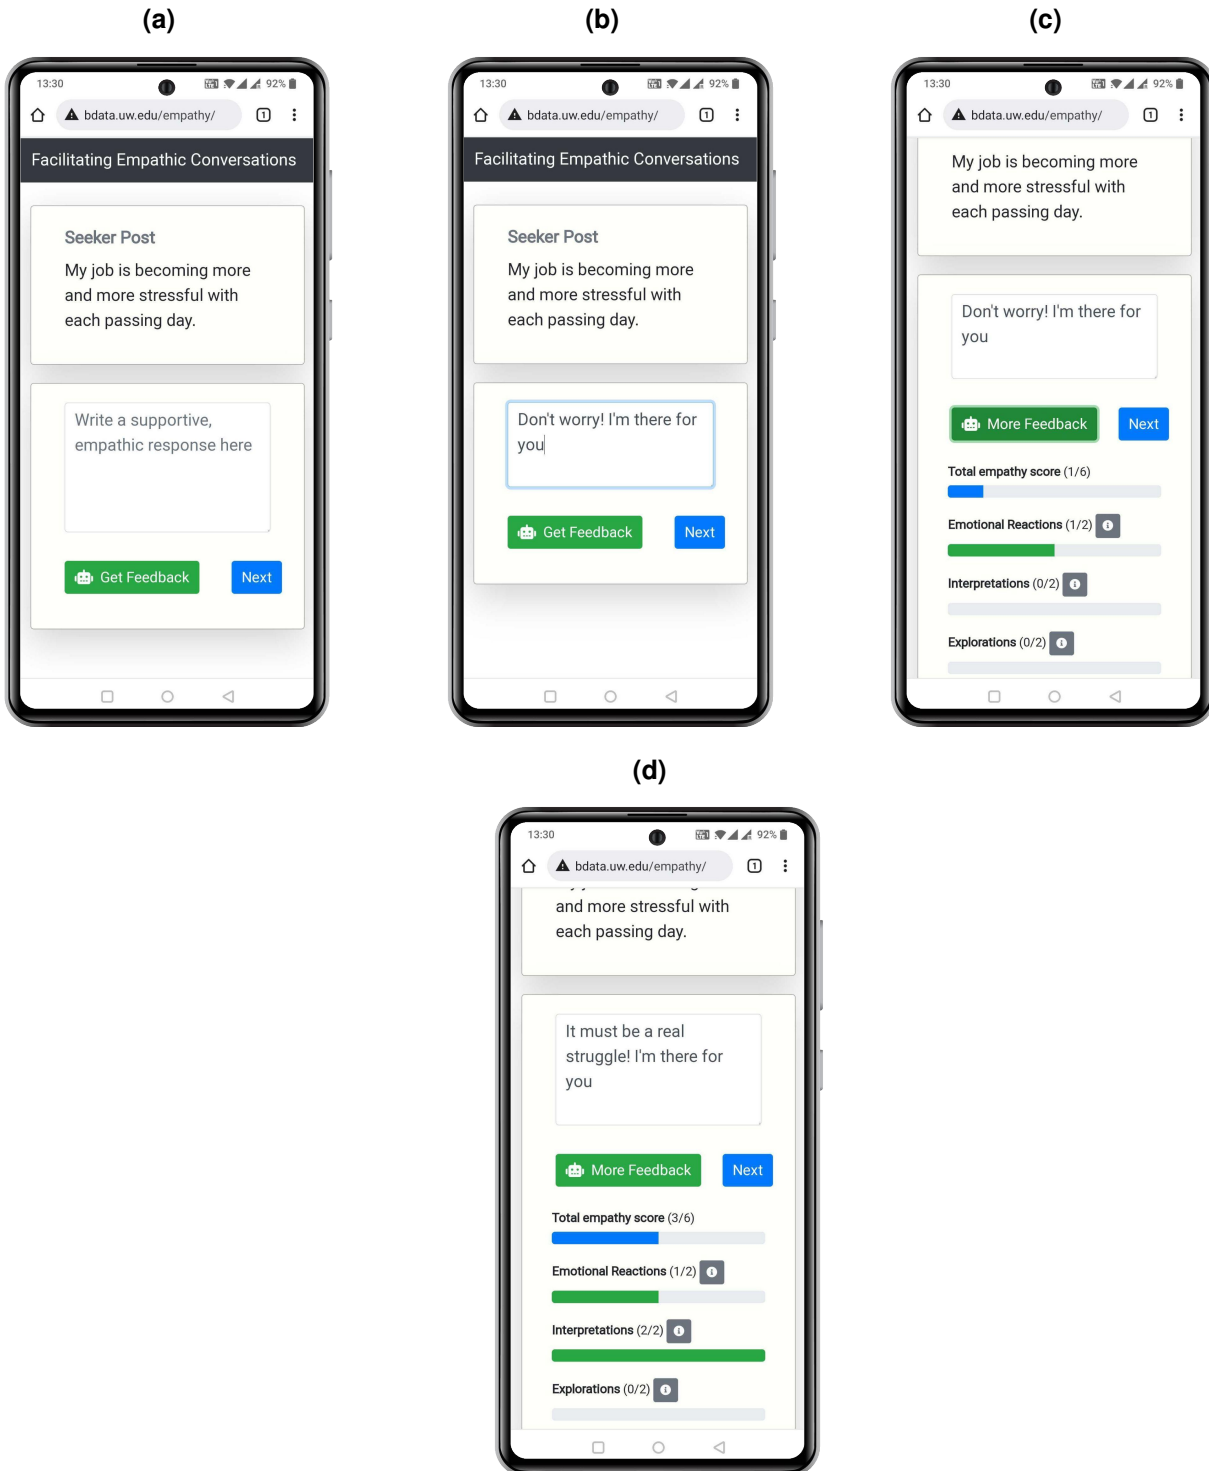 (a)
13:30
92%
bdata.uw.edu/empathy/
1
Facilitating Empathic Conversations
Seeker Post
My job is becoming more
and more stressful with
each passing day.
Write a supportive,
empathic response here
Get Feedback
Next
(b)
13:30
92%
bdata.uw.edu/empathy/
1
Facilitating Empathic Conversations
Seeker Post
My job is becoming more
and more stressful with
each passing day.
Don't worry! I'm there for
you
Get Feedback
Next
(c)
13:30
92%
bdata.uw.edu/empathy/
1
My job is becoming more
and more stressful with
each passing day.
Don't worry! I'm there for
you
More Feedback
Next
Total empathy score (1/6)
Emotional Reactions (1/2)
Interpretations (0/2)
Explorations (0/2)
(d)
13:30
92%
bdata.uw.edu/empathy/
1
and more stressful with
each passing day.
It must be a real
struggle! I'm there for
you
More Feedback
Next
Total empathy score (3/6)
Emotional Reactions (1/2)
Interpretations (2/2)
Explorations (0/2)